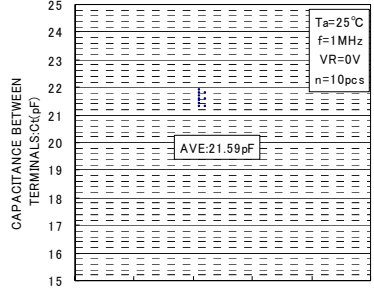 25
24
23
22
21
20
19
18
17
16
15
CAPACITANCE BETWEEN
TERMINALS:Ct(pF)
Ta=25℃
f=1MHz
VR=0V
n=10pcs
AVE:21.59pF